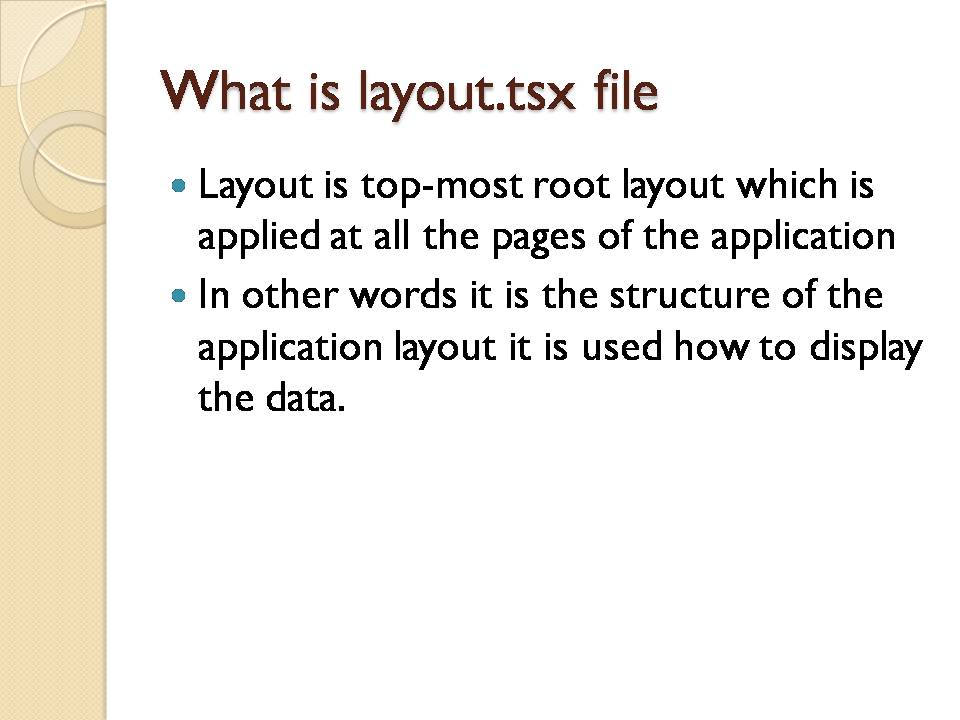 What is layout.tsx file
Layout is top-most root layout which is
applied at all the pages of the application
In other words it is the structure of the
application layout it is used how to display
the data.